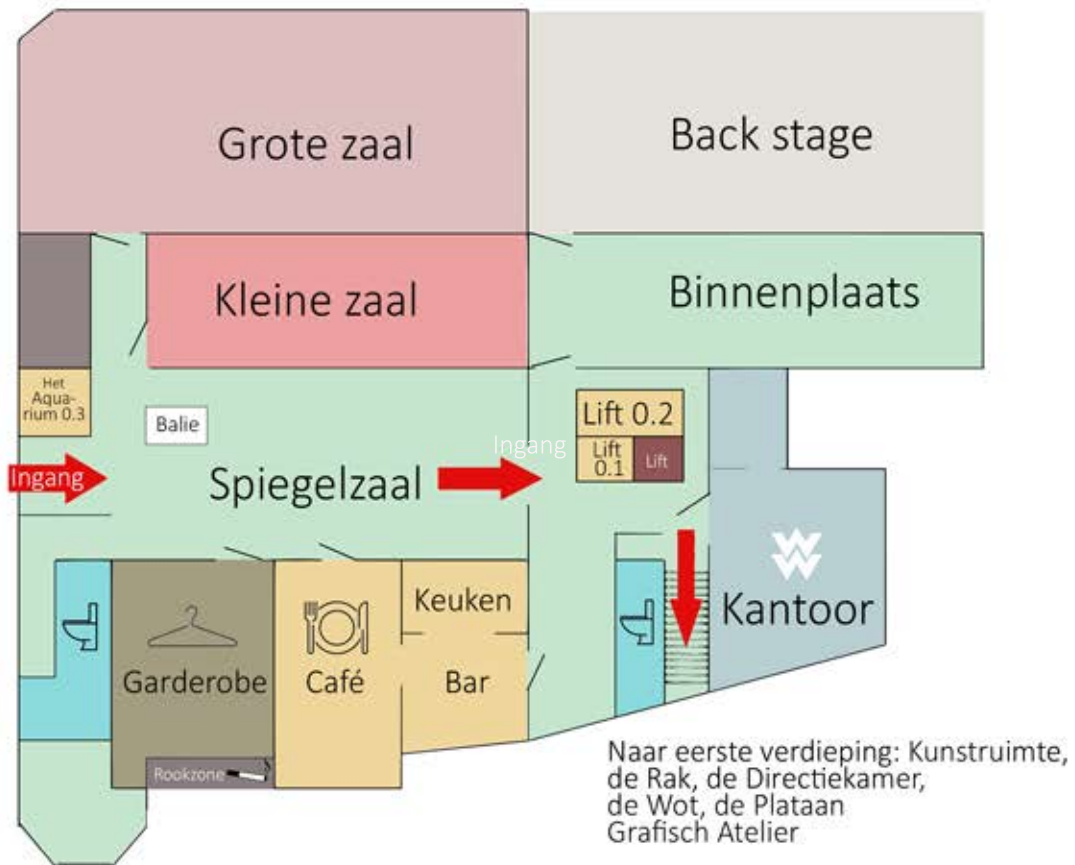 Grote zaal
Back stage
Kleine zaal
Binnenplaats
Het
Aqua-
rium 0.3
Balie
Lift 0.2
Lift
0.1
Lift
Ingang
Ingang
Spiegelzaal
Keuken
Kantoor
Garderobe
Café
Bar
Rookzone
Naar eerste verdieping: Kunstruimte,
de Rak, de Directiekamer,
de Wot, de Plataan
Grafisch Atelier